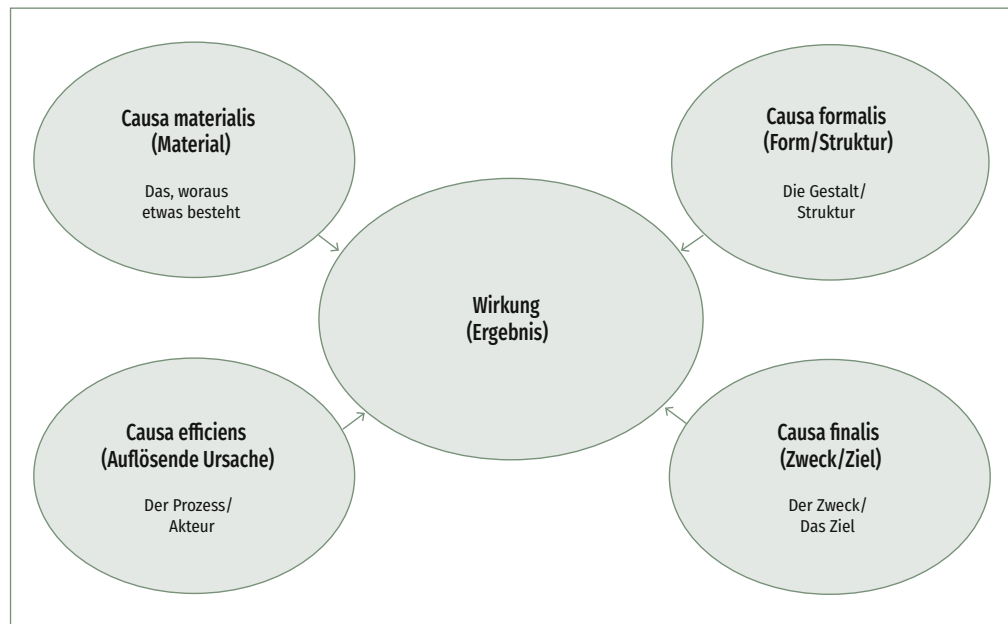 Causa materialis
(Material)
Das, woraus
etwas besteht
Causa formalis
(Form/Struktur)
Die Gestalt/
Struktur
Wirkung
(Ergebnis)
Causa efficiens
(Auflösende Ursache)
Der Prozess/
Akteur
Causa finalis
(Zweck/Ziel)
Der Zweck/
Das Ziel